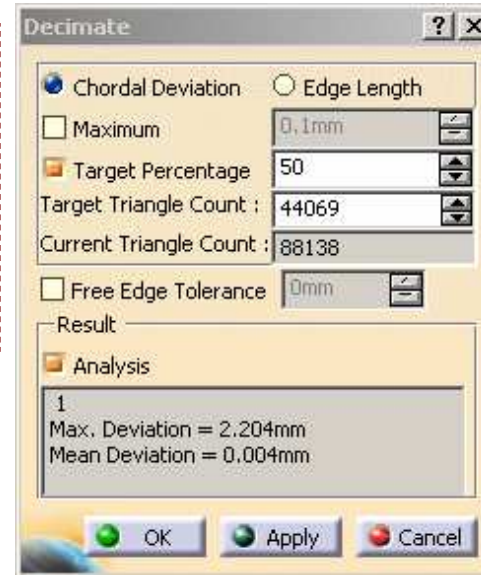 Decimate ? X
Chordal Deviation Edge Length
Maximum 0.1mm
Target Percentage 50
Target Triangle Count : 44069
Current Triangle Count : 88138
Free Edge Tolerance 0mm
Result
Analysis
1
Max. Deviation = 2.204mm
Mean Deviation = 0.004mm
OK Apply Cancel